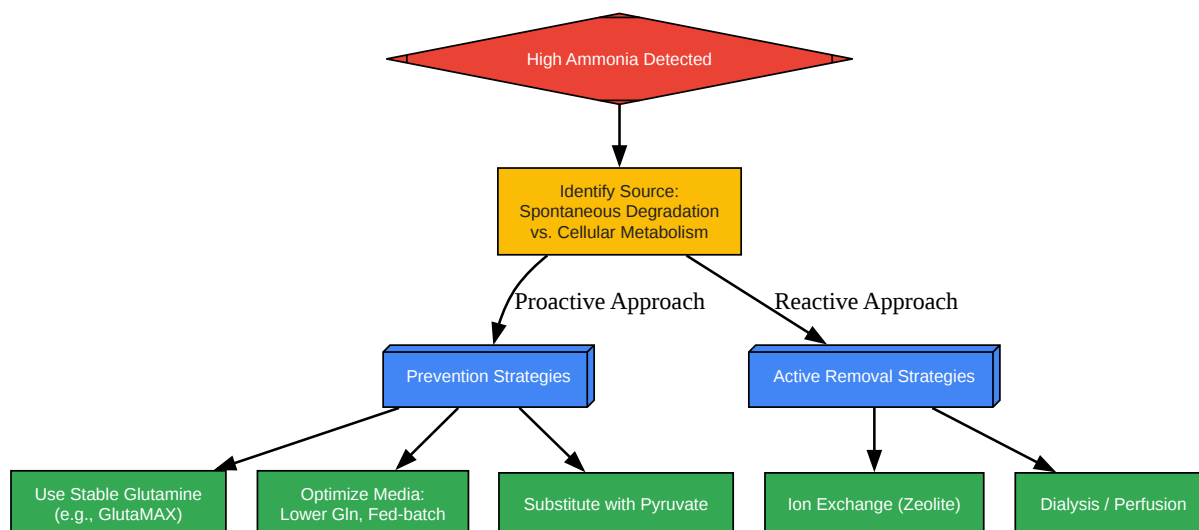 High Ammonia Detected
Identify Source:
Spontaneous Degradation
vs. Cellular Metabolism
Proactive Approach
Reactive Approach
Prevention Strategies
Active Removal Strategies
Use Stable Glutamine
(e.g., GlutaMAX)
Optimize Media:
Lower Gln, Fed-batch
Substitute with Pyruvate
Ion Exchange (Zeolite)
Dialysis / Perfusion